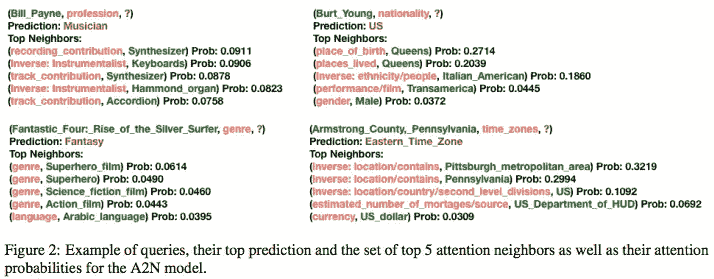 (Bill_Payne, profession, ?)
Prediction: Musician
Top Neighbors:
(recording_contribution, Synthesizer) Prob: 0.0911
(Inverse: Instrumentalist, Keyboards) Prob: 0.0906
(track_contribution, Synthesizer) Prob: 0.0878
(Inverse: Instrumentalist, Hammond_organ) Prob: 0.0823
(track_contribution, Accordion) Prob: 0.0758
(Burt_Young, nationality, ?)
Prediction: US
Top Neighbors:
(place_of_birth, Queens) Prob: 0.2714
(places_lived, Queens) Prob: 0.2039
(Inverse: ethnicity/people, Italian_American) Prob: 0.1860
(performance/film, Transamerica) Prob: 0.0445
(gender, Male) Prob: 0.0372
(Fantastic_Four:_Rise_of_the_Silver_Surfer, genre, ?)
Prediction: Fantasy
Top Neighbors:
(genre, Superhero_film) Prob: 0.0614
(genre, Superhero) Prob: 0.0490
(genre, Science_fiction_film) Prob: 0.0460
(genre, Action_film) Prob: 0.0443
(language, Arabic_language) Prob: 0.0395
(Armstrong_County,_Pennsylvania, time_zones, ?)
Prediction: Eastern_Time_Zone
Top Neighbors:
(inverse: location/contains, Pittsburgh_metropolitan_area) Prob: 0.3219
(inverse: location/contains, Pennsylvania) Prob: 0.2994
(Inverse: location/country/second_level_divisions, US) Prob: 0.1092
(estimated_number_of_mortages/source, US_Department_of_HUD) Prob: 0.0692
(currency, US_dollar) Prob: 0.0309
Figure 2: Example of queries, their top prediction and the set of top 5 attention neighbors as well as their attention
probabilities for the A2N model.